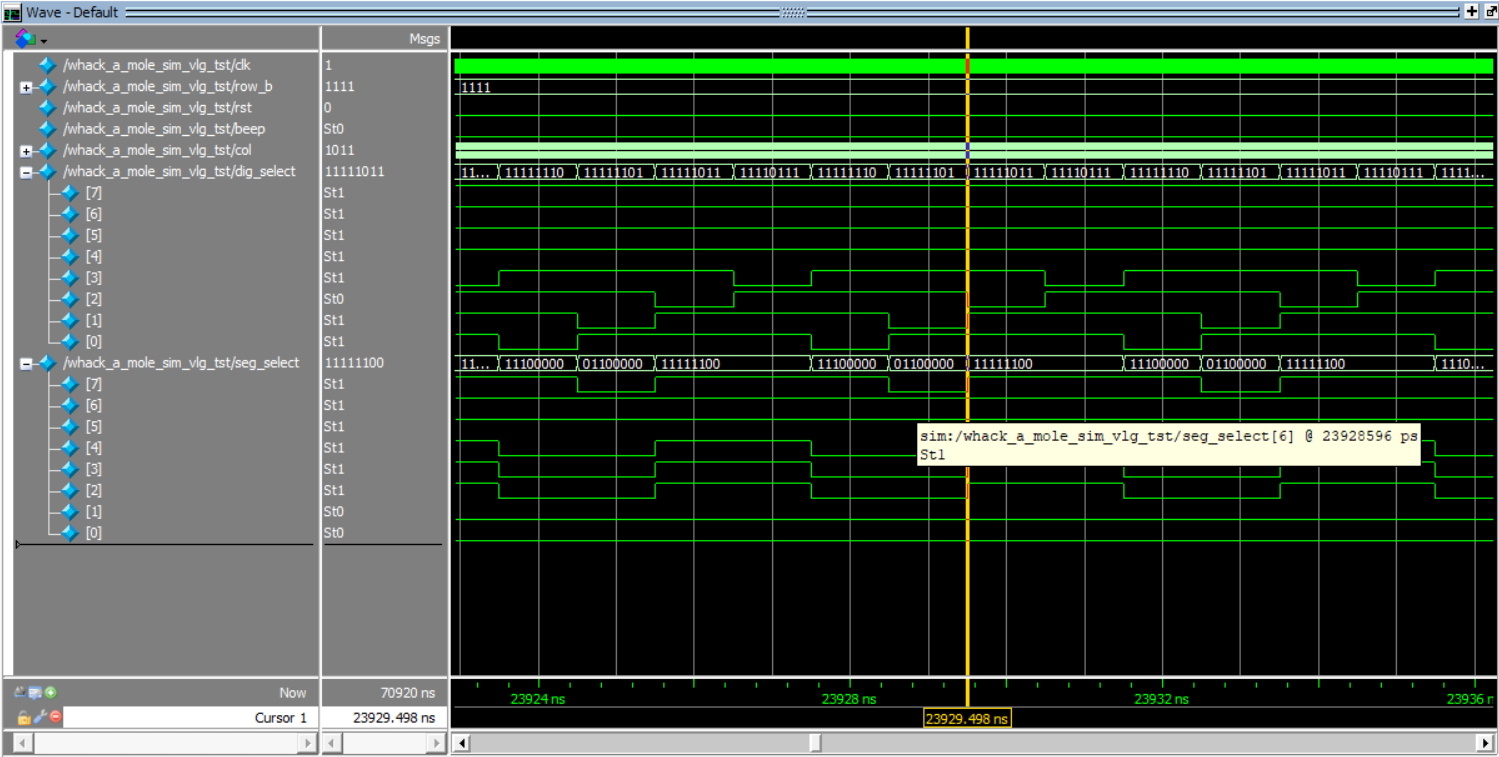 Wave - Default
Msgs
/whack_a_mole_sim_vlg_tst/clk 1
/whack_a_mole_sim_vlg_tst/row_b 1111 1111
/whack_a_mole_sim_vlg_tst/rst 0
/whack_a_mole_sim_vlg_tst/beep St0
/whack_a_mole_sim_vlg_tst/col 1011
/whack_a_mole_sim_vlg_tst/dig_select 11111011 11... 11111110 11111101 11111011 11110111 11111110 11111101 11111011 11110111 11111110 11111101 11111011 11110111 1111...
[7] St1
[6] St1
[5] St1
[4] St1
[3] St1
[2] St0
[1] St1
[0] St1
/whack_a_mole_sim_vlg_tst/seg_select 11111100 11... 11100000 01100000 11111100 11100000 01100000 11111100 11100000 01100000 11111100 1110...
[7] St1
[6] St1
[5] St1
[4] St1
[3] St1
[2] St1
[1] St0
[0] St0
sim:/whack_a_mole_sim_vlg_tst/seg_select[6] @ 23928596 ps
St1
Now 70920 ns 23924 ns 23928 ns 23932 ns 23936 n
Cursor 1 23929.498 ns 23929.498 ns